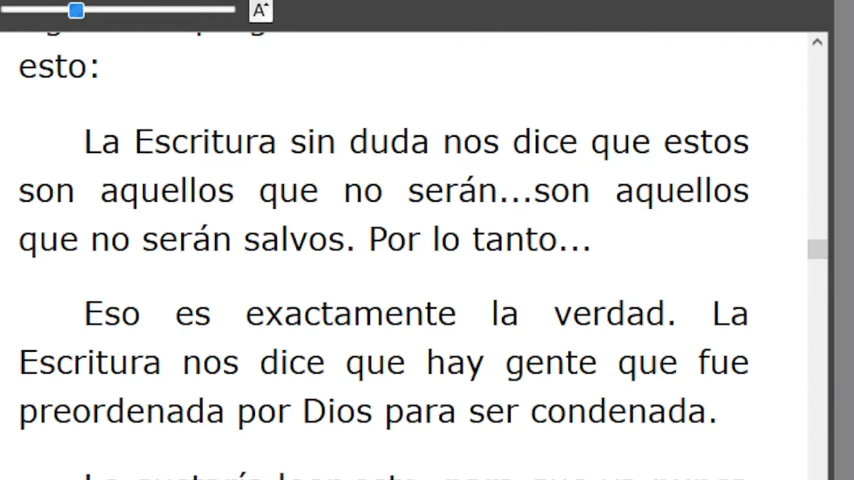 A
esto:
La Escritura sin duda nos dice que estos
son aquellos que no serán...son aquellos
que no serán salvos. Por lo tanto...
Eso es exactamente la verdad. La
Escritura nos dice que hay gente que fue
preordenada por Dios para ser condenada.